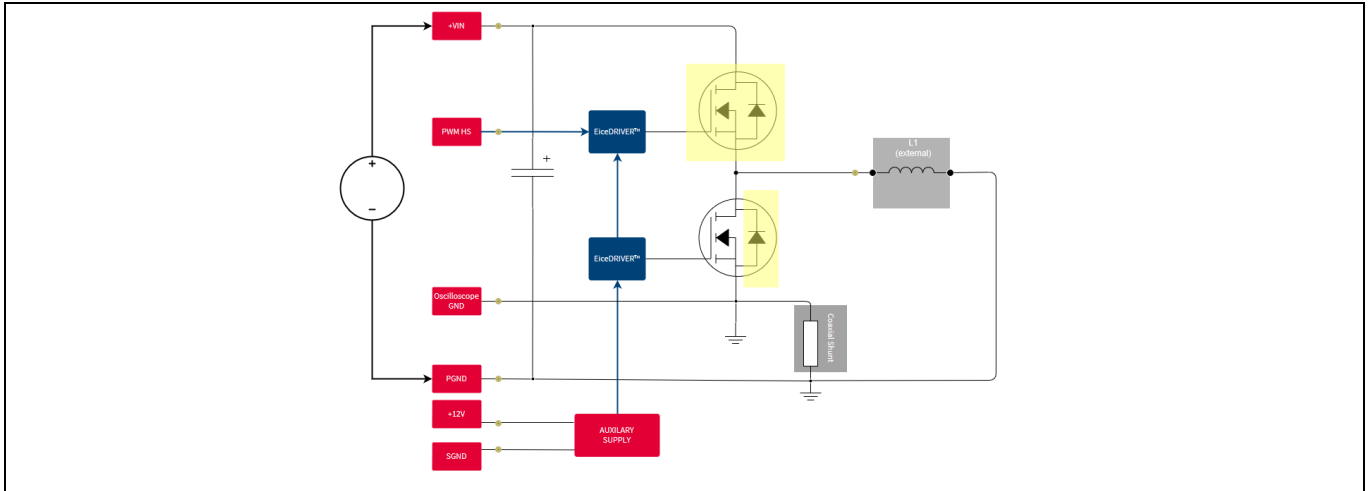 +VIN
PWM HS
EiceDRIVER™
L1
(external)
+
+
−
EiceDRIVER™
Oscilloscope
GND
Coaxial Shunt
PGND
+12V
AUXILARY
SUPPLY
SGND